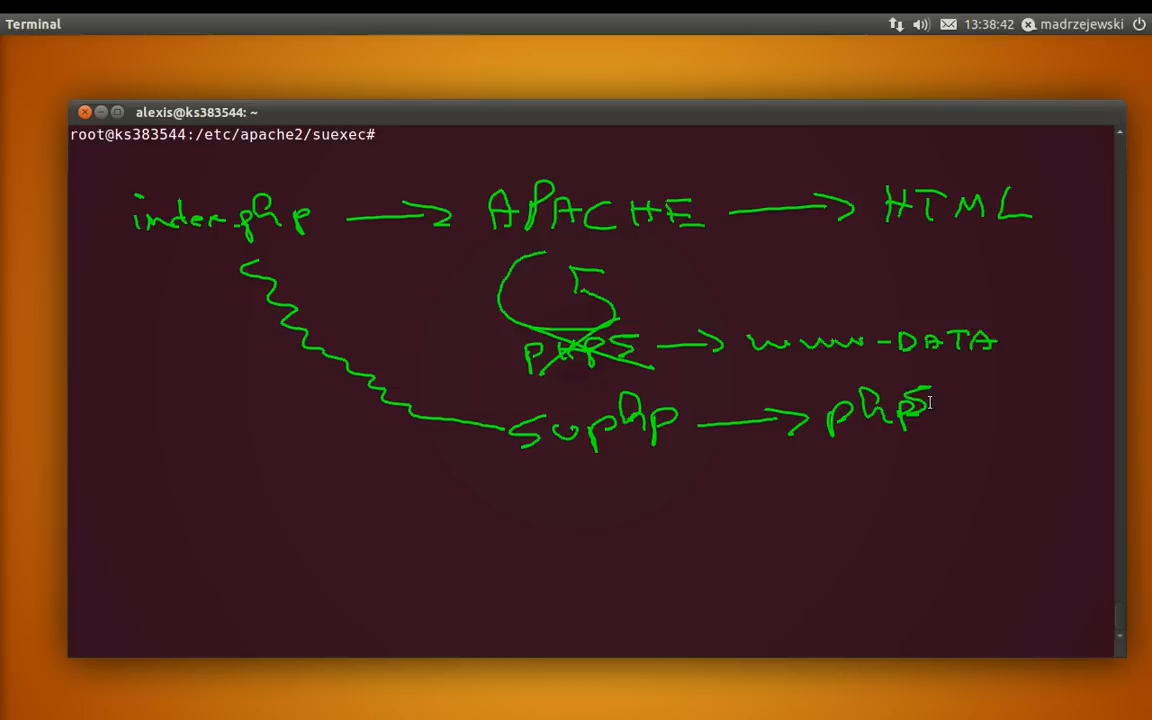 Terminal
13:38:42 madrzejewski
alexis@ks383544: ~
root@ks383544:/etc/apache2/suexec#
index.php → APACHE → HTML
php5 → www-DATA
suphp → php5